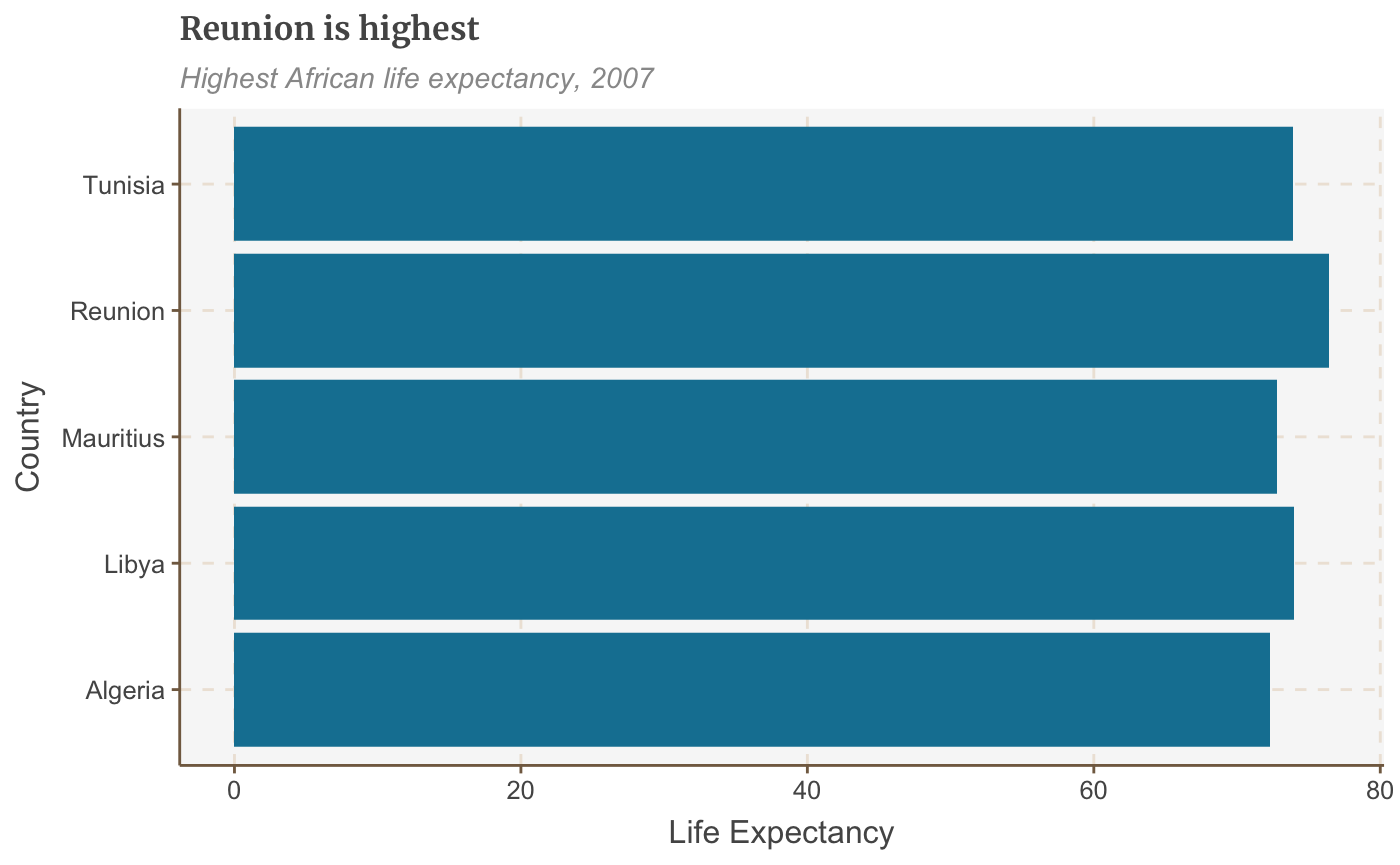 Reunion is highest
Highest African life expectancy, 2007
Country
Tunisia
Reunion
Mauritius
Libya
Algeria
0 20 40 60 80
Life Expectancy